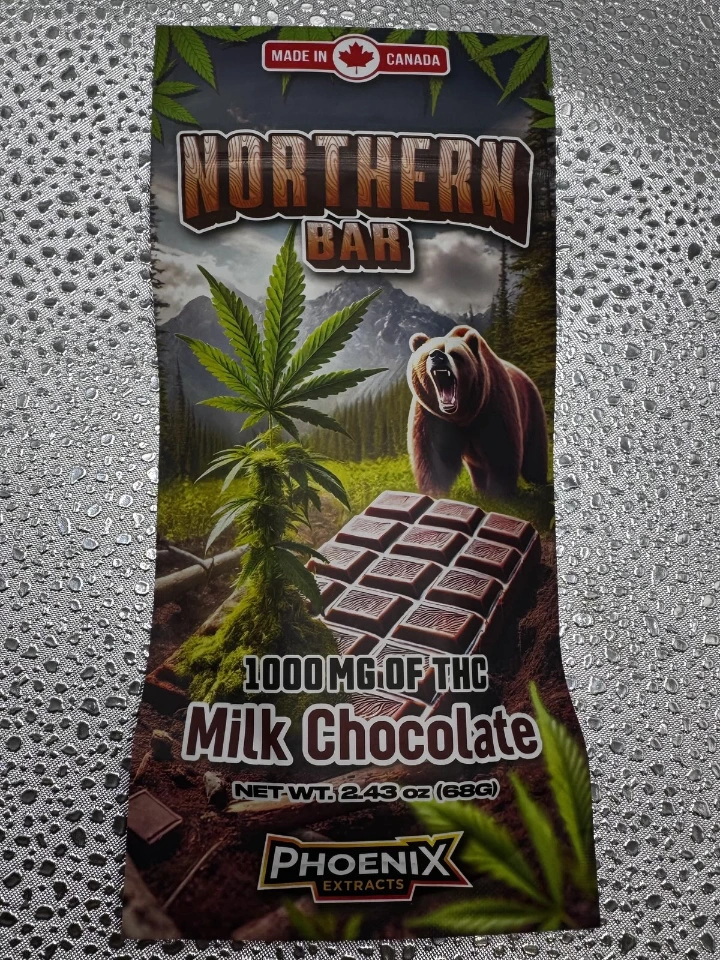 MADE IN CANADA
NORTHERN
BAR
1000MG OF THC
Milk Chocolate
NET WT. 2.43 oz (68G)
PHOENIX
EXTRACTS